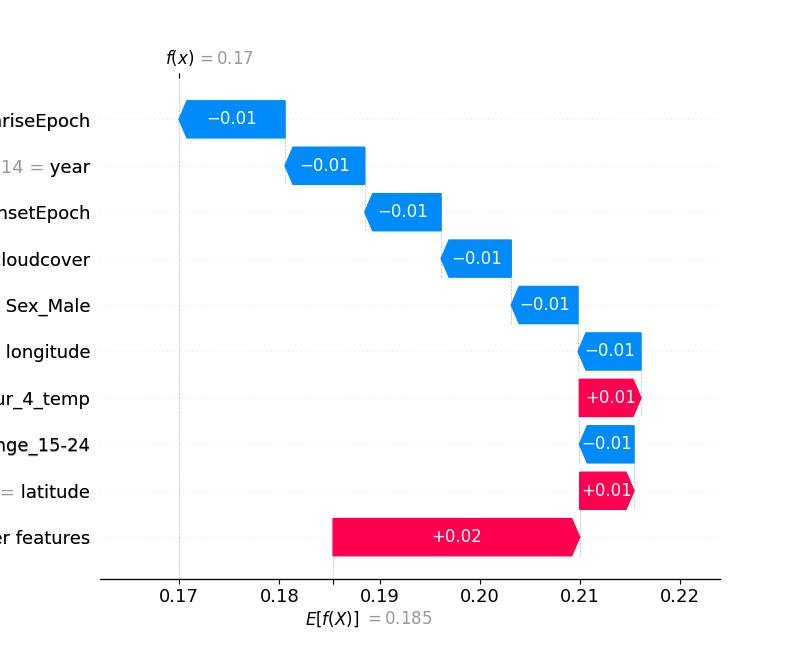 f(x) = 0.17
riseEpoch −0.01
14 = year −0.01
nsetEpoch −0.01
cloudcover −0.01
Sex_Male −0.01
longitude −0.01
ur_4_temp +0.01
nge_15-24 −0.01
= latitude +0.01
er features +0.02
0.17 0.18 0.19 0.20 0.21 0.22
E[f(X)] = 0.185